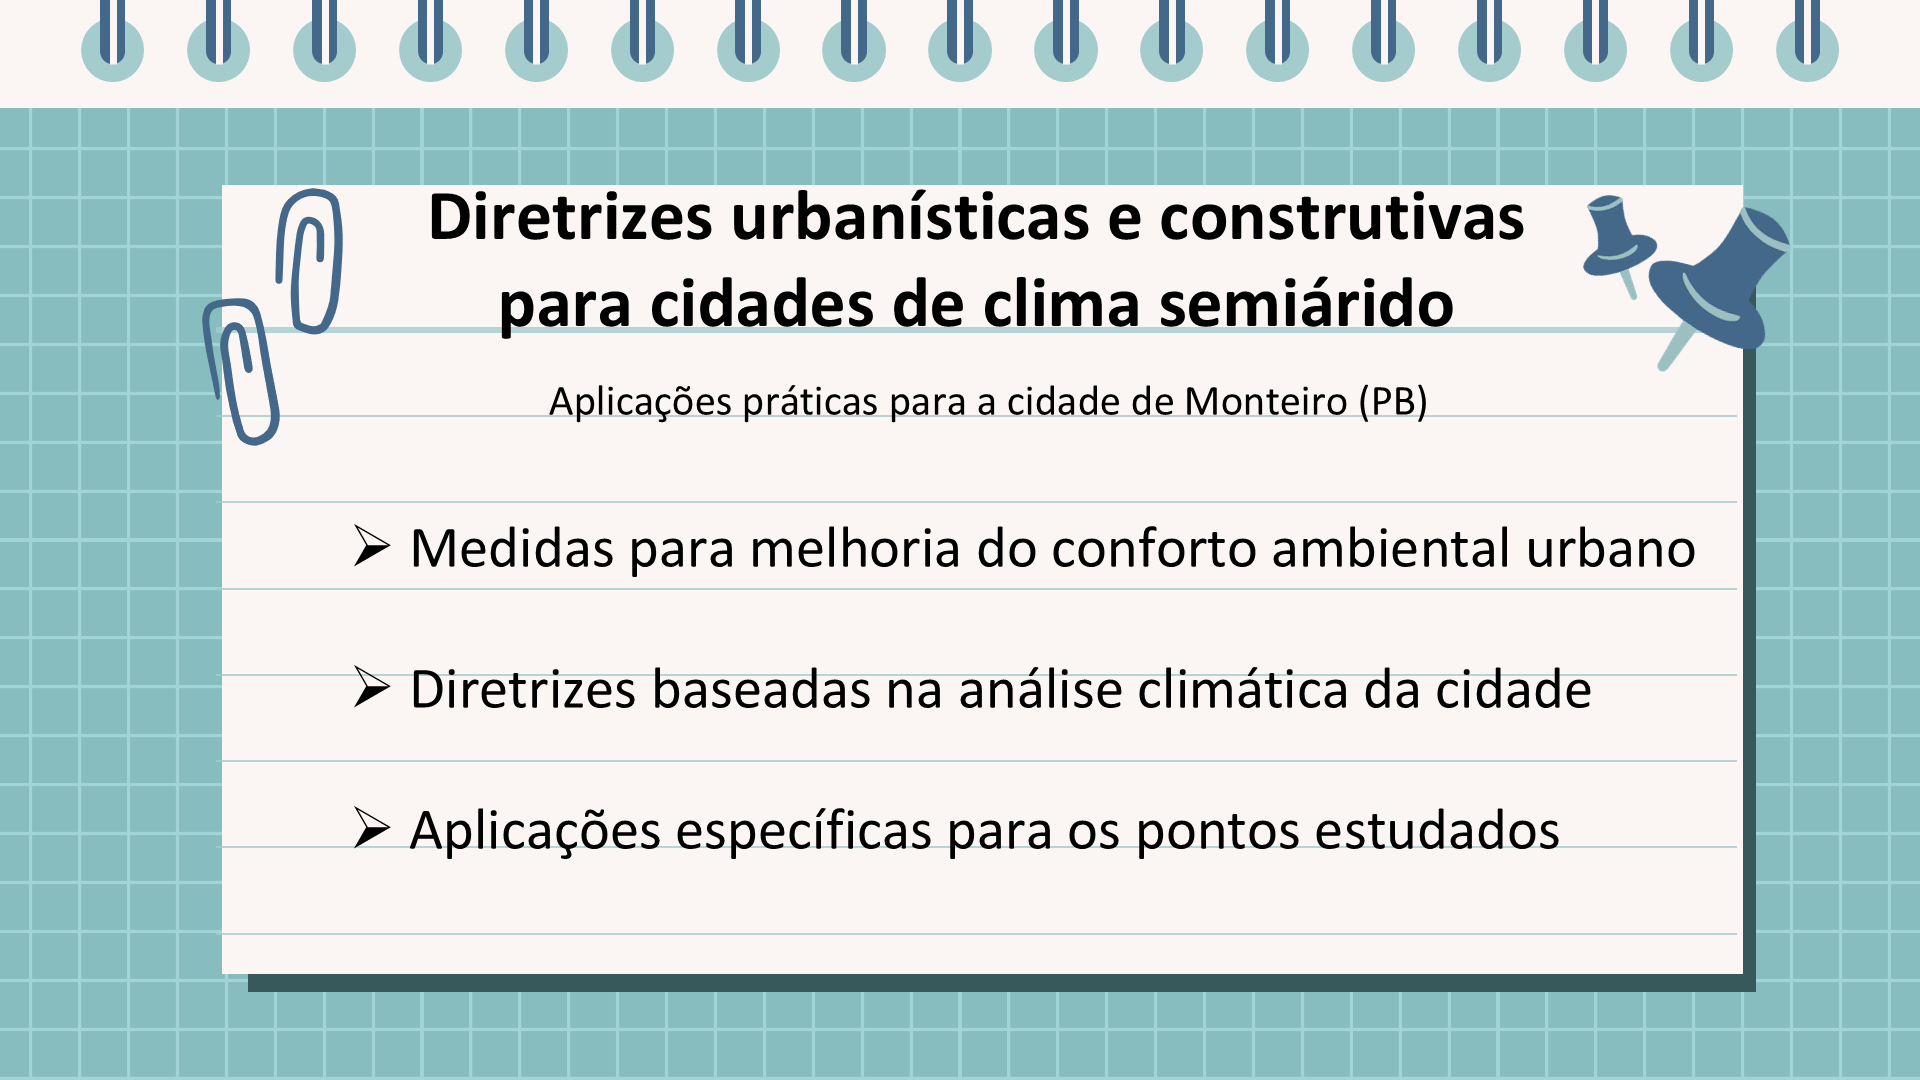 Diretrizes urbanísticas e construtivas
para cidades de clima semiárido
Aplicações práticas para a cidade de Monteiro (PB)
➢ Medidas para melhoria do conforto ambiental urbano
➢ Diretrizes baseadas na análise climática da cidade
➢ Aplicações específicas para os pontos estudados